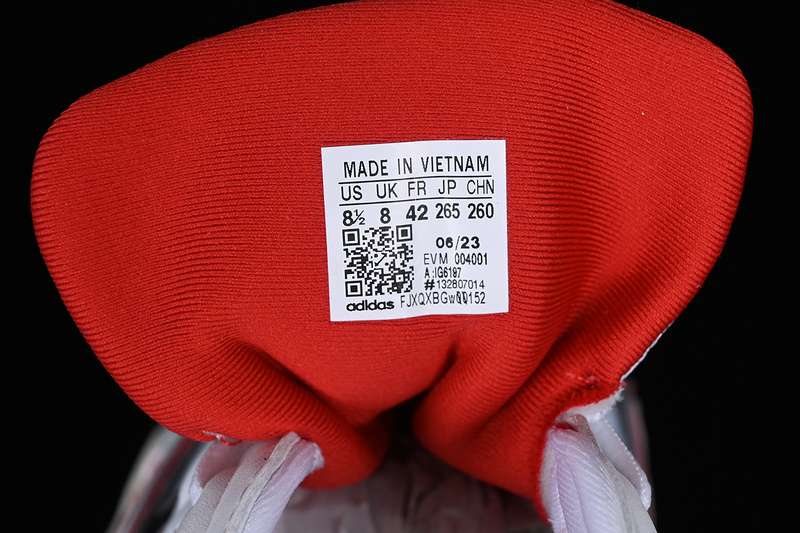 MADE IN VIETNAM
US UK FR JP CHN
8½ 8 42 265 260
06/23
EVM 004001
A:IG6197
#132807014
adidas FJXQXBGw00152